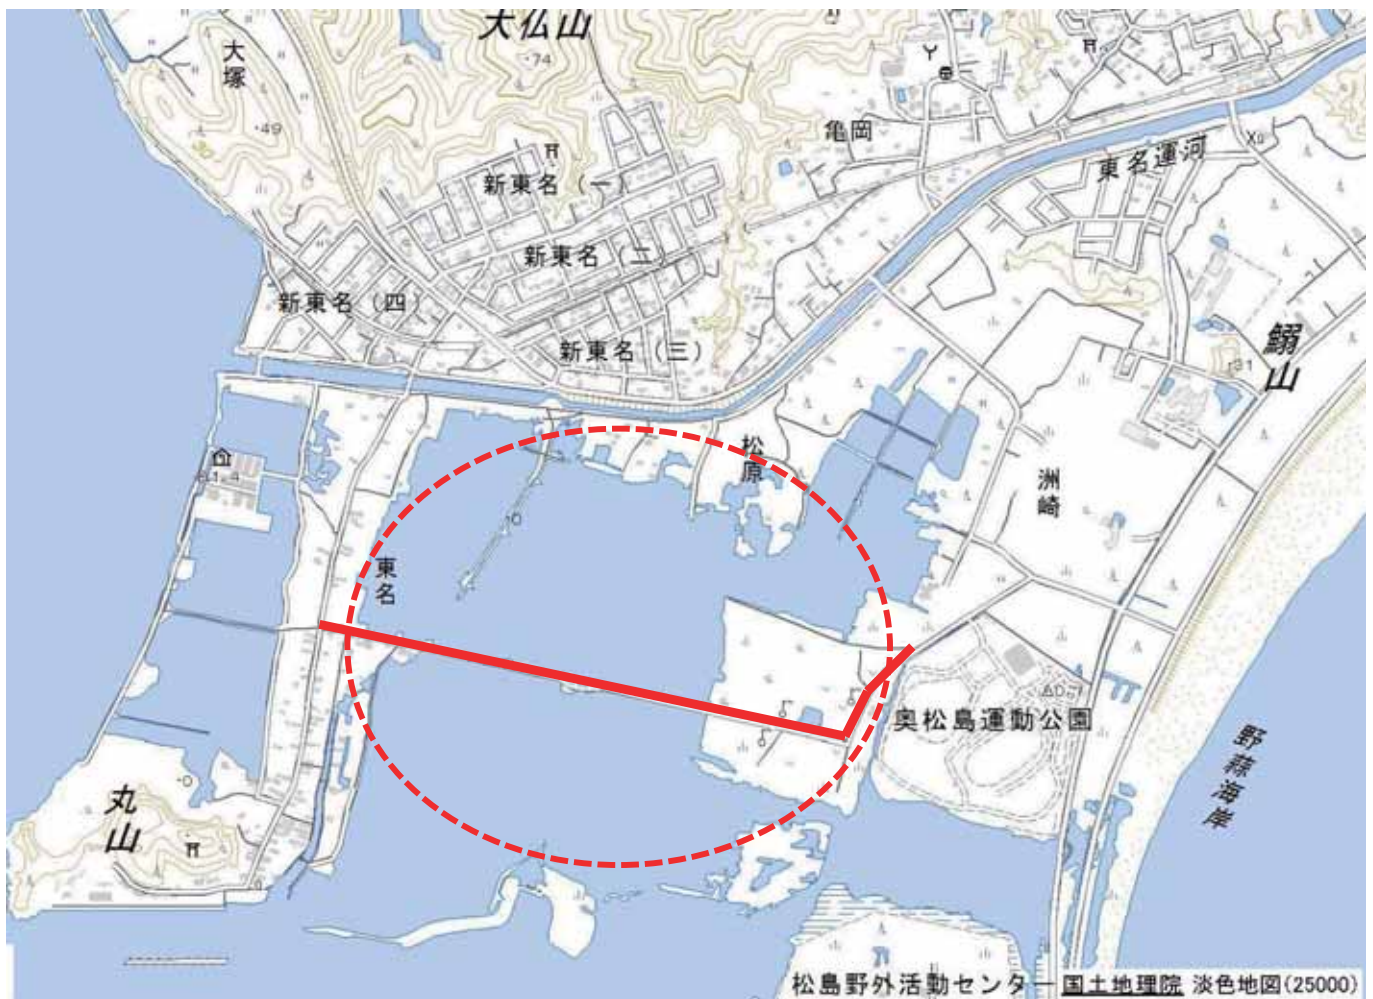 大仏山
大塚
74
49
亀岡
東名運河
新東名（一）
新東名（二）
新東名（四）
新東名（三）
鰯山
松原
洲崎
東名
奥松島運動公園
野蒜海岸
丸山
松島野外活動センター
国土地理院 淡色地図(25000)